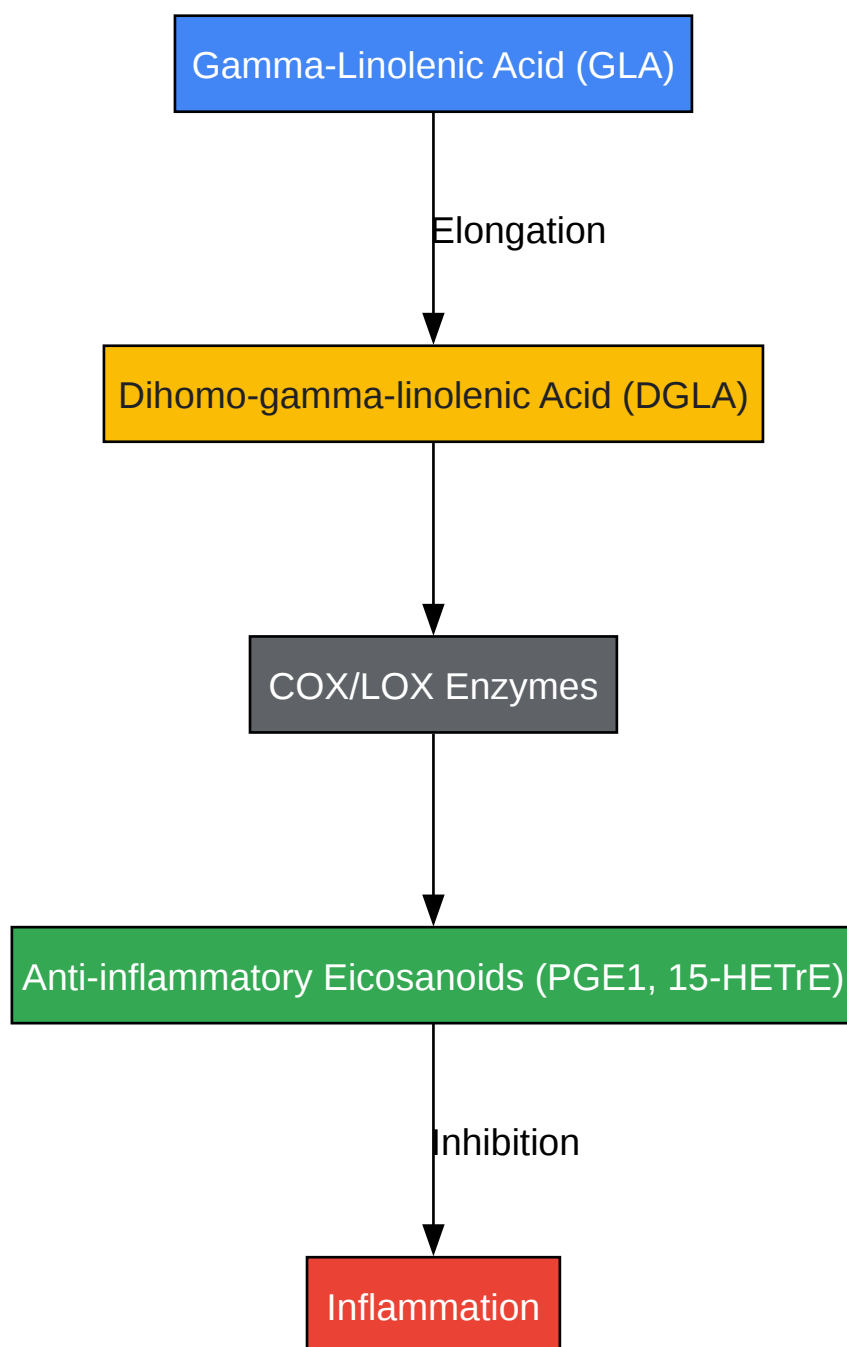 Gamma-Linolenic Acid (GLA)
Elongation
Dihomo-gamma-linolenic Acid (DGLA)
COX/LOX Enzymes
Anti-inflammatory Eicosanoids (PGE1, 15-HETrE)
Inhibition
Inflammation